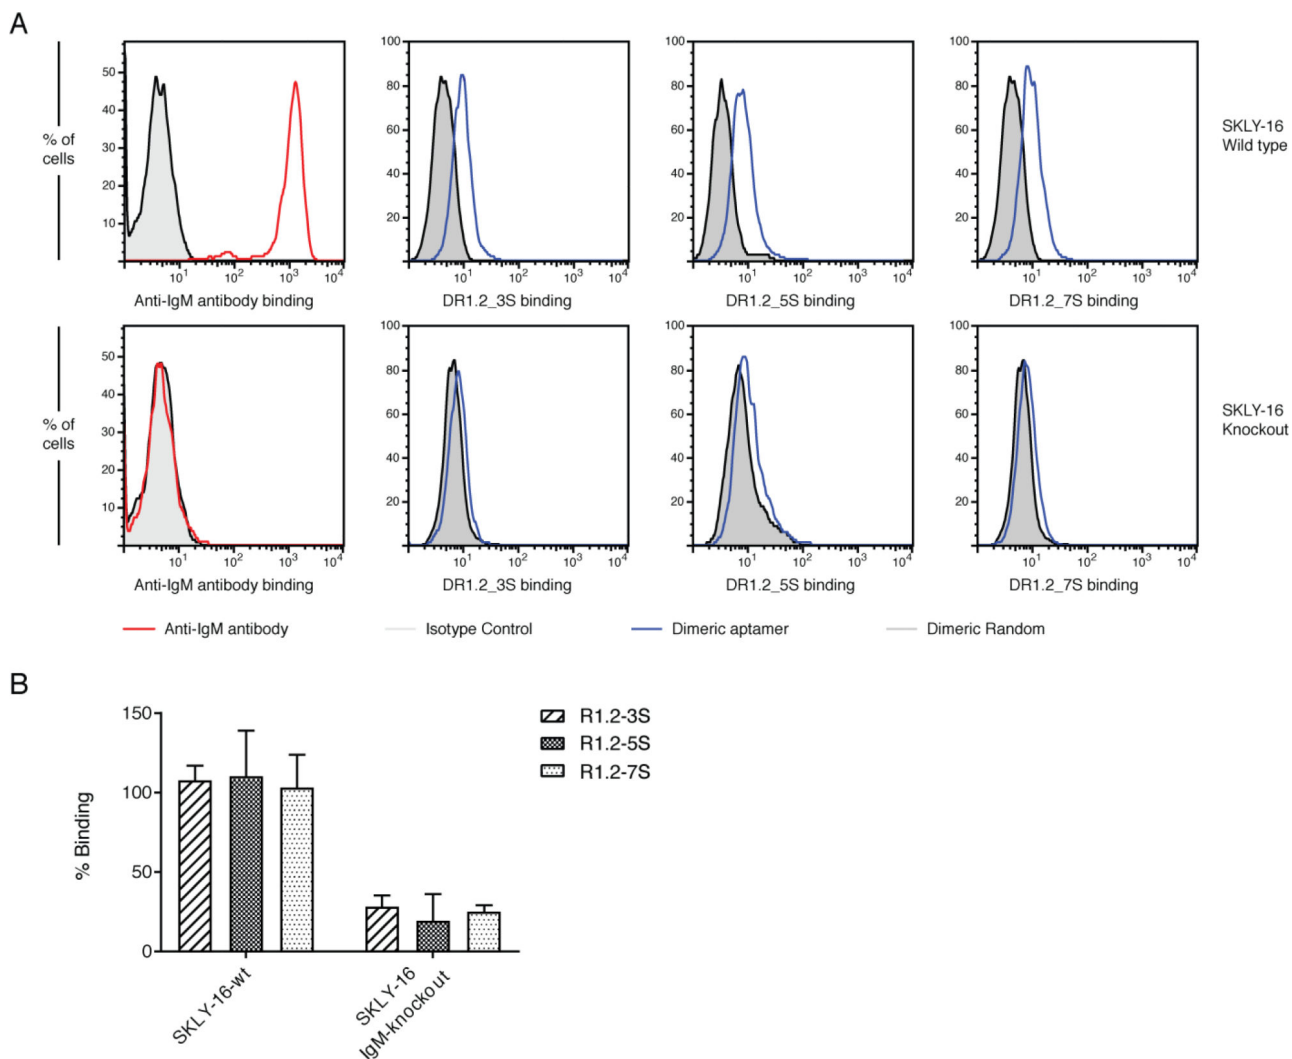 A
50
40
30
20
10
10¹ 10² 10³ 10⁴
Anti-IgM antibody binding
100
80
60
40
20
10¹ 10² 10³ 10⁴
DR1.2_3S binding
100
80
60
40
20
10¹ 10² 10³ 10⁴
DR1.2_5S binding
100
80
60
40
20
10¹ 10² 10³ 10⁴
DR1.2_7S binding
% of
cells
SKLY-16
Wild type
50
40
30
20
10
10¹ 10² 10³ 10⁴
Anti-IgM antibody binding
100
80
60
40
20
10¹ 10² 10³ 10⁴
DR1.2_3S binding
100
80
60
40
20
10¹ 10² 10³ 10⁴
DR1.2_5S binding
100
80
60
40
20
10¹ 10² 10³ 10⁴
DR1.2_7S binding
% of
cells
SKLY-16
Knockout
Anti-IgM antibody
Isotype Control
Dimeric aptamer
Dimeric Random
B
150
100
50
0
% Binding
SKLY-16-wt
SKLY-16
IgM-knockout
R1.2-3S
R1.2-5S
R1.2-7S